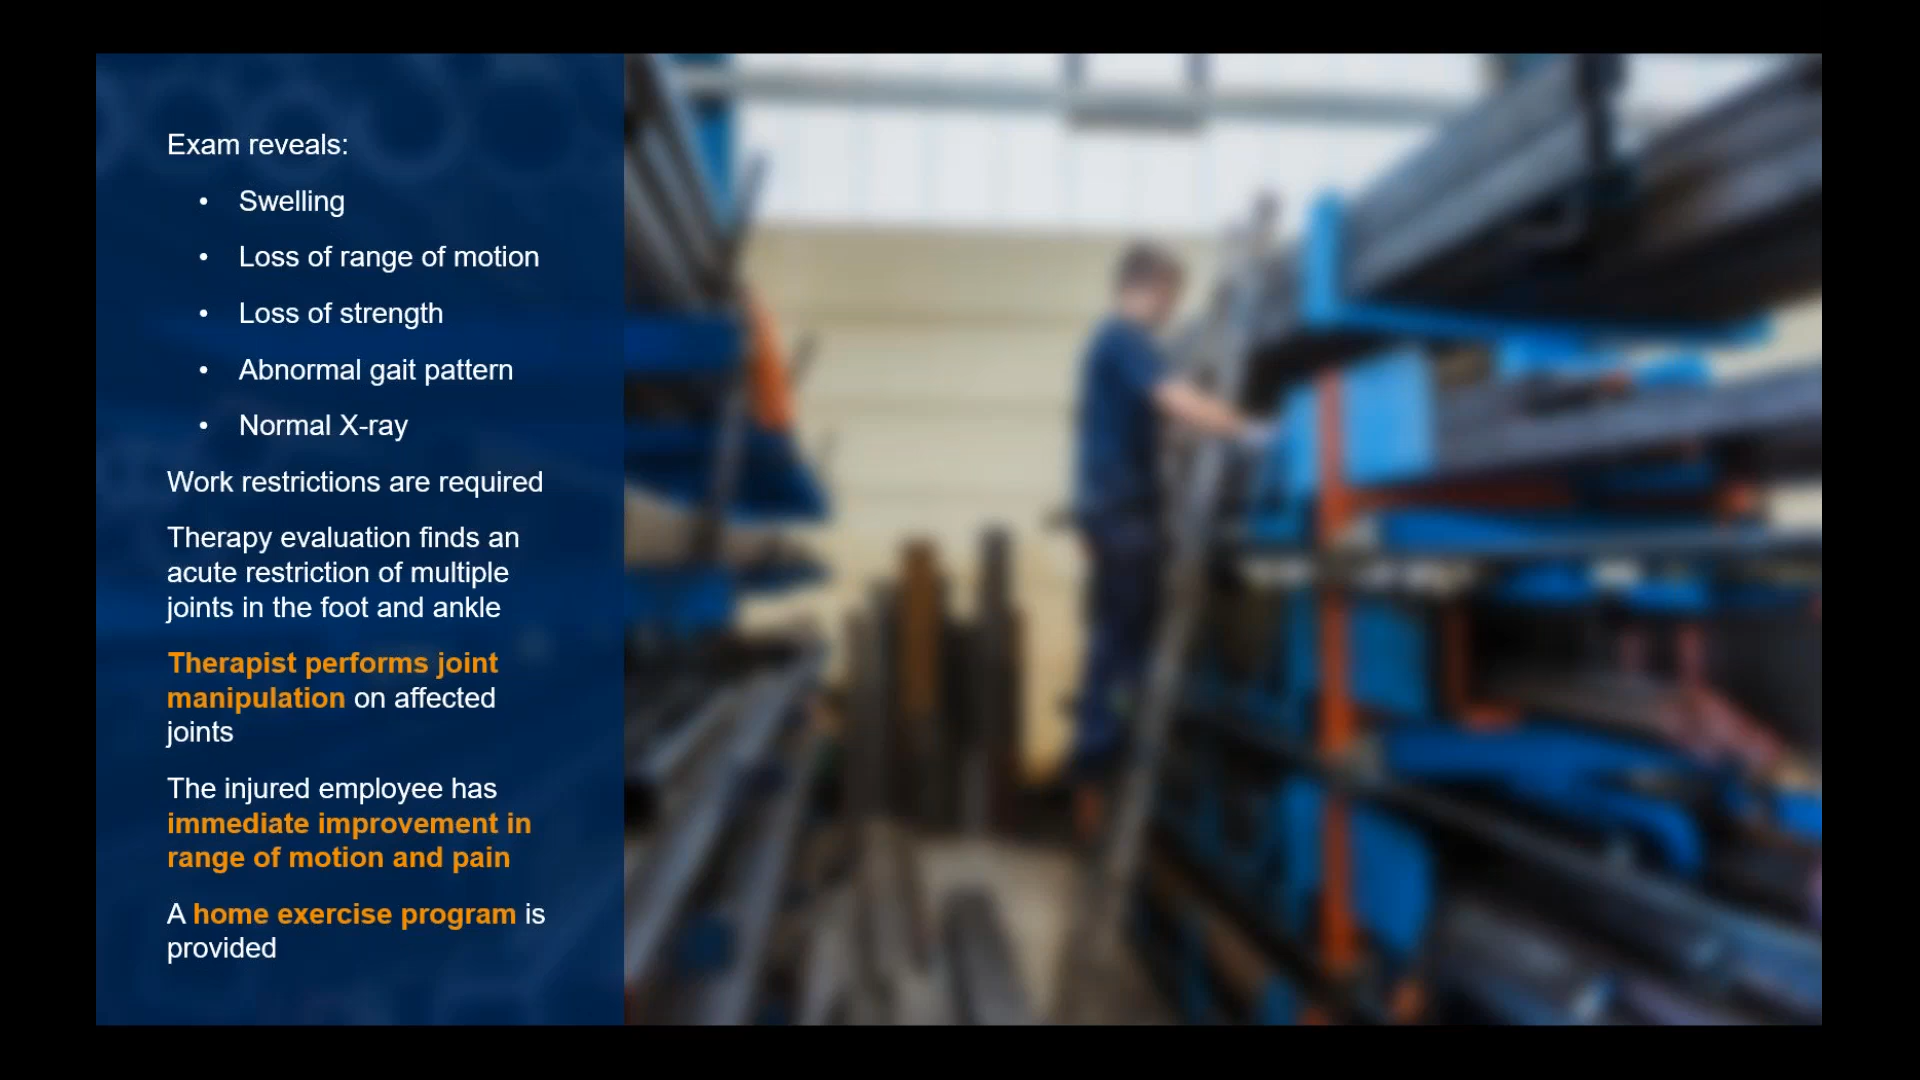 Exam reveals:
• Swelling
• Loss of range of motion
• Loss of strength
• Abnormal gait pattern
• Normal X-ray
Work restrictions are required
Therapy evaluation finds an
acute restriction of multiple
joints in the foot and ankle
Therapist performs joint
manipulation on affected
joints
The injured employee has
immediate improvement in
range of motion and pain
A home exercise program is
provided